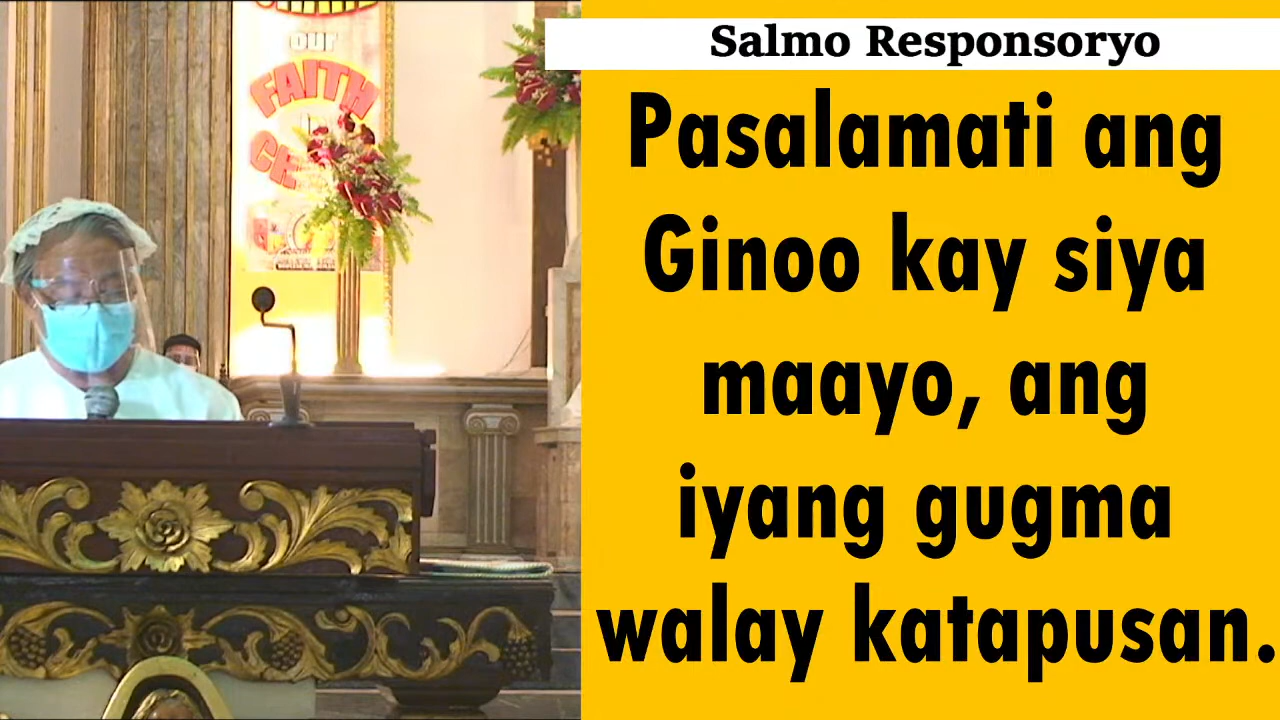 Salmo Responsoryo
Pasalamati ang
Ginoo kay siya
maayo, ang
iyang gugma
walay katapusan.
our
FAITH